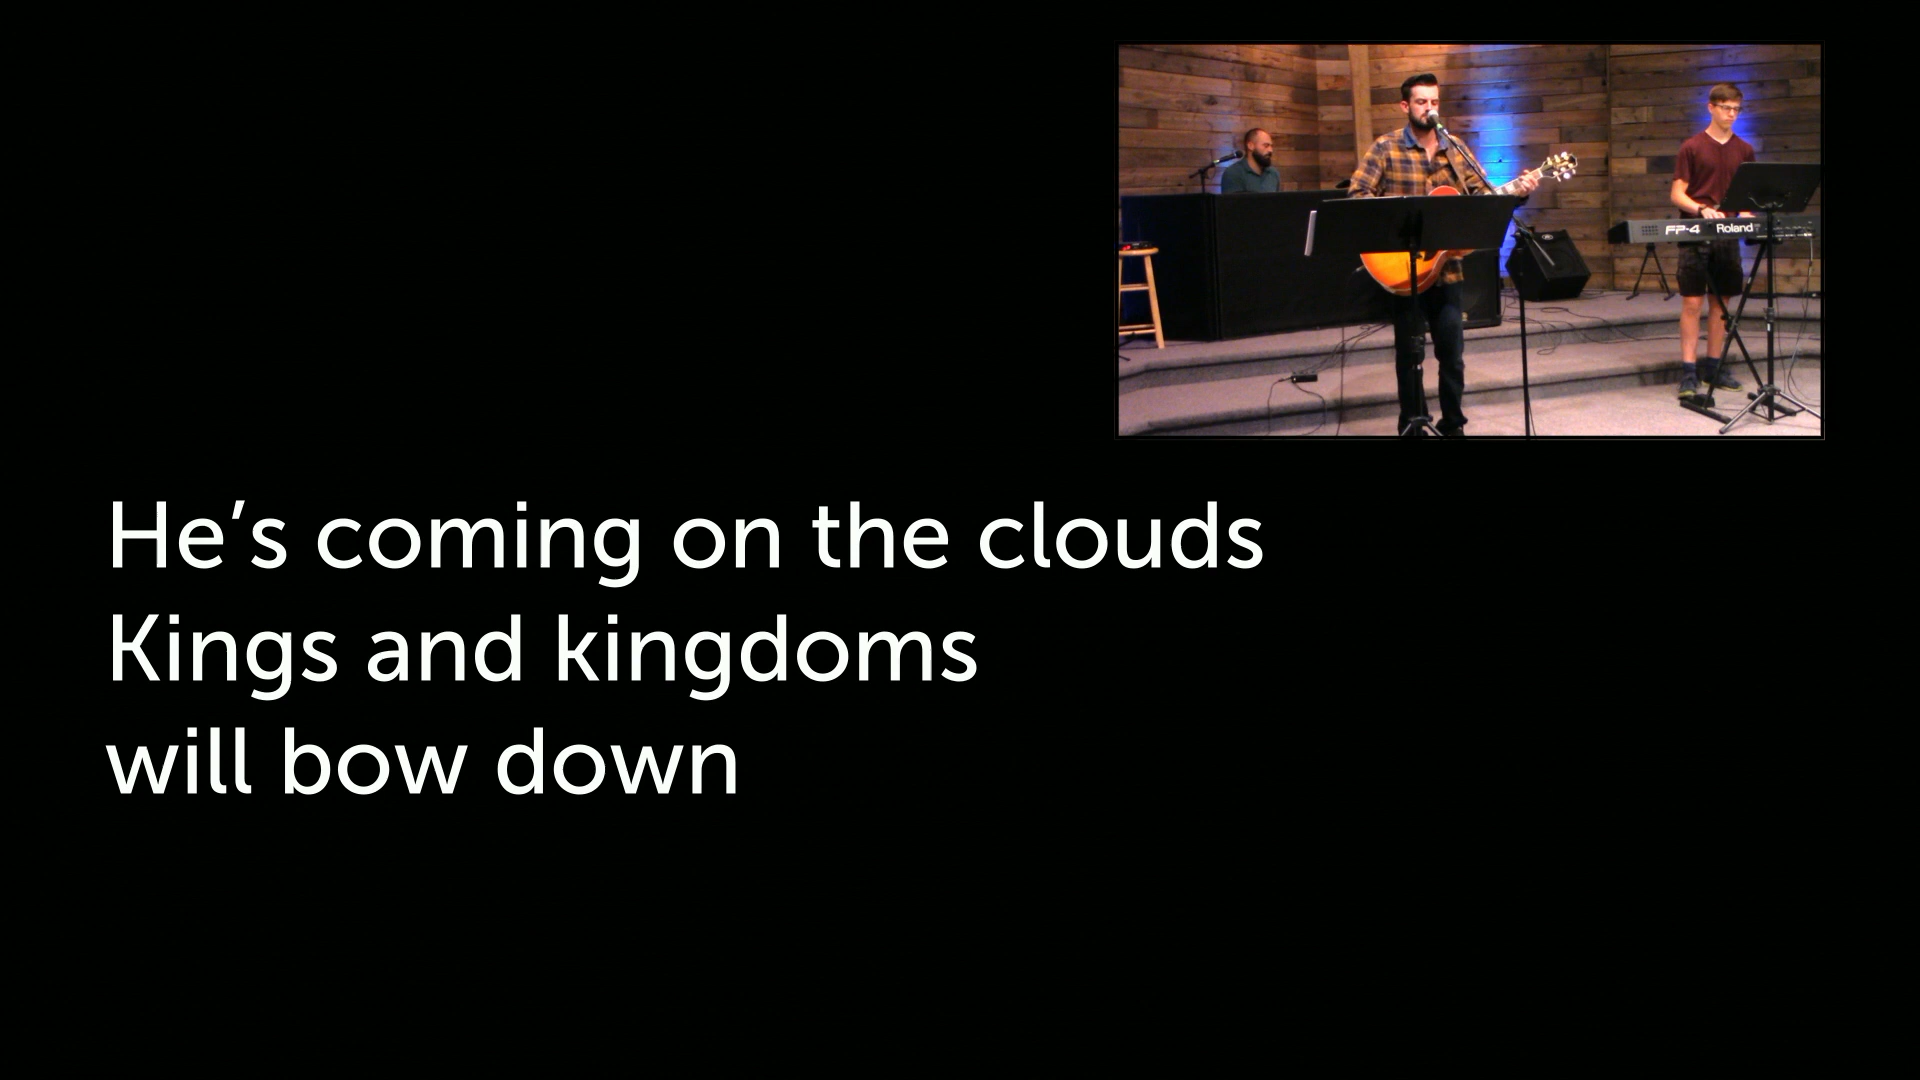 FP-4 Roland
He’s coming on the clouds
Kings and kingdoms
will bow down